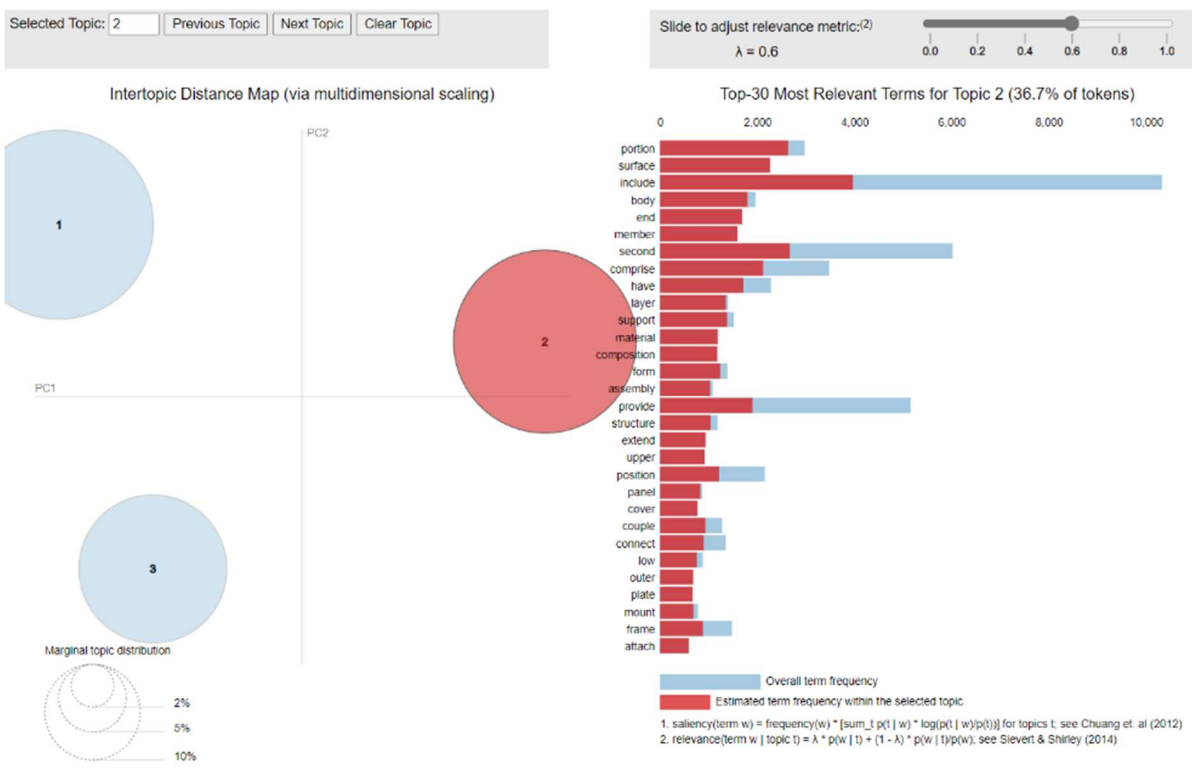 Selected Topic: 2 Previous Topic Next Topic Clear Topic
Slide to adjust relevance metric:(2)
λ = 0.6
0.0 0.2 0.4 0.6 0.8 1.0
Intertopic Distance Map (via multidimensional scaling)
PC2
PC1
1
2
3
Marginal topic distribution
2%
5%
10%
Top-30 Most Relevant Terms for Topic 2 (36.7% of tokens)
0 2,000 4,000 6,000 8,000 10,000
portion
surface
include
body
end
member
second
comprise
have
layer
support
material
composition
form
assembly
provide
structure
extend
upper
position
panel
cover
couple
connect
low
outer
plate
mount
frame
attach
Overall term frequency
Estimated term frequency within the selected topic
1. saliency(term w) = frequency(w) * [sum_t p(t | w) * log(p(t | w)/p(t))] for topics t; see Chuang et. al (2012)
2. relevance(term w | topic t) = λ * p(w | t) + (1 - λ) * p(w | t)/p(w); see Sievert & Shirley (2014)